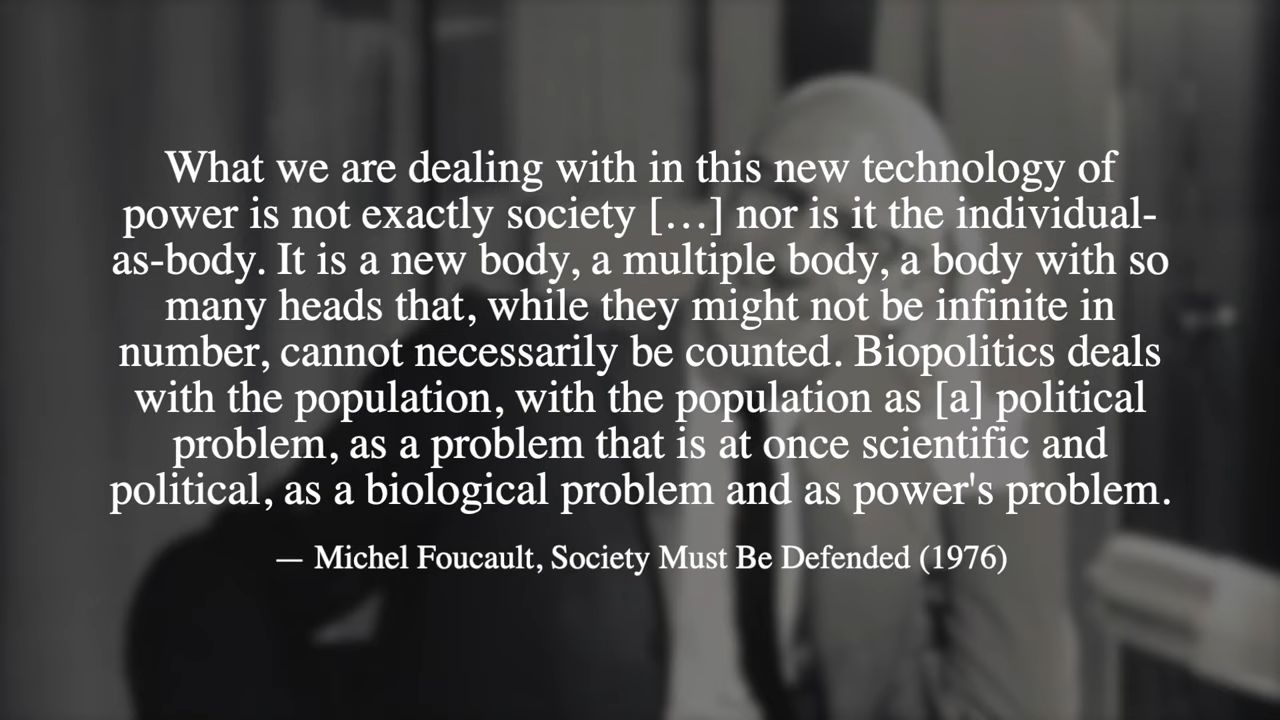 What we are dealing with in this new technology of
power is not exactly society […] nor is it the individual-
as-body. It is a new body, a multiple body, a body with so
many heads that, while they might not be infinite in
number, cannot necessarily be counted. Biopolitics deals
with the population, with the population as [a] political
problem, as a problem that is at once scientific and
political, as a biological problem and as power's problem.
— Michel Foucault, Society Must Be Defended (1976)